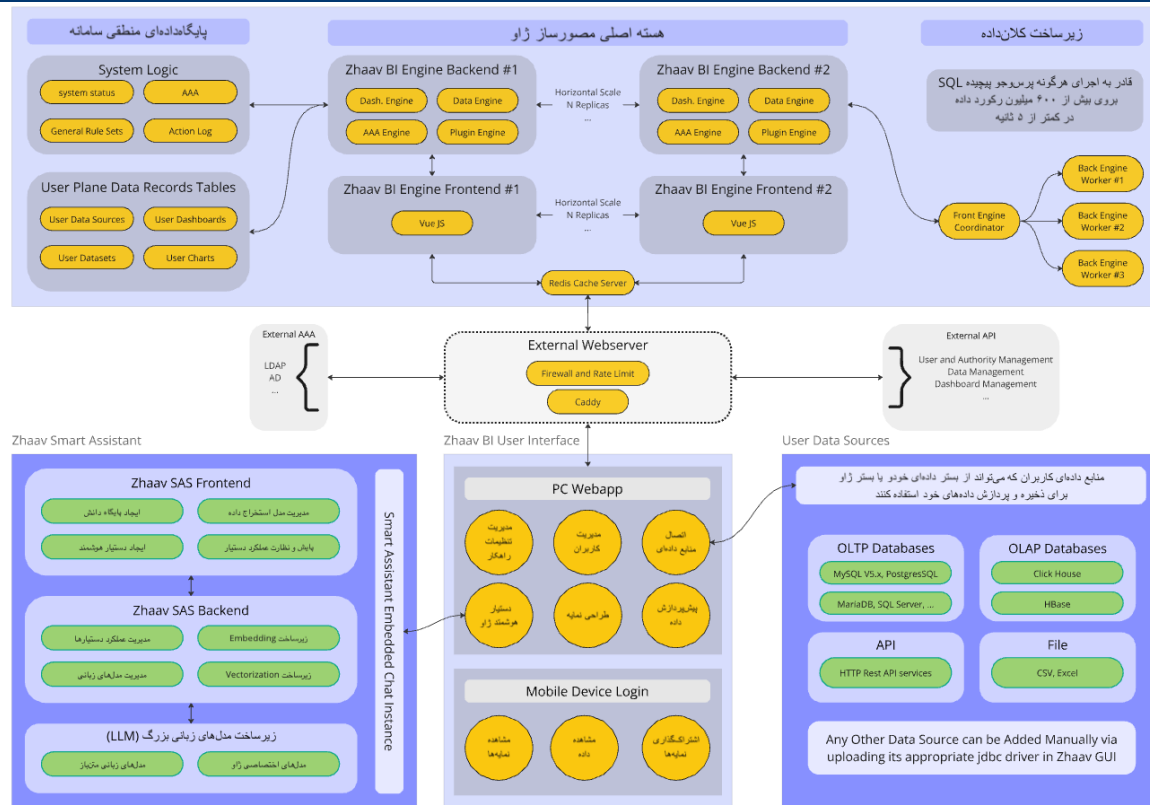 پایگاه‌داده‌ای منطقی سامانه
هسته اصلی مصورساز ژاو
زیرساخت کلان‌داده
System Logic
system status
AAA
General Rule Sets
Action Log
User Plane Data Records Tables
User Data Sources
User Dashboards
User Datasets
User Charts
Zhaav BI Engine Backend #1
Dash. Engine
Data Engine
AAA Engine
Plugin Engine
Horizontal Scale
N Replicas
...
Zhaav BI Engine Backend #2
Dash. Engine
Data Engine
AAA Engine
Plugin Engine
Zhaav BI Engine Frontend #1
Vue JS
Horizontal Scale
N Replicas
...
Zhaav BI Engine Frontend #2
Vue JS
Redis Cache Server
قادر به اجرای هرگونه پرس‌وجو پیچیده SQL
بروی بیش از ۶۰۰ میلیون رکورد داده
در کمتر از ۵ ثانیه
Front Engine
Coordinator
Back Engine
Worker #1
Back Engine
Worker #2
Back Engine
Worker #3
External AAA
LDAP
AD
...
External Webserver
Firewall and Rate Limit
Caddy
External API
User and Authority Management
Data Management
Dashboard Management
...
Zhaav Smart Assistant
Zhaav SAS Frontend
ایجاد پایگاه دانش
مدیریت مدل استخراج داده
ایجاد دستیار هوشمند
پایش و نظارت عملکرد دستیار
Zhaav SAS Backend
مدیریت عملکرد دستیارها
زیرساخت Embedding
مدیریت مدل‌های زبانی
زیرساخت Vectorization
زیرساخت مدل‌های زبانی بزرگ (LLM)
مدل‌های زبانی متن‌باز
مدل‌های اختصاصی ژاو
Smart Assistant Embedded Chat Instance
Zhaav BI User Interface
PC Webapp
مدیریت
تنظیمات
راهکار
مدیریت
کاربران
اتصال
منابع داده‌ای
دستیار
هوشمند ژاو
طراحی نمایه
پیش‌پردازش
داده
Mobile Device Login
مشاهده
نمایه‌ها
مشاهده
داده
اشتراک‌گذاری
نمایه‌ها
User Data Sources
منابع داده‌ای کاربران که می‌تواند از بستر داده‌ای خودو یا بستر ژاو
برای ذخیره و پردازش داده‌های خود استفاده کنند
OLTP Databases
MySQL V5.x, PostgresSQL
MariaDB, SQL Server, ...
OLAP Databases
Click House
HBase
API
HTTP Rest API services
File
CSV, Excel
Any Other Data Source can be Added Manually via
uploading its appropriate jdbc driver in Zhaav GUI